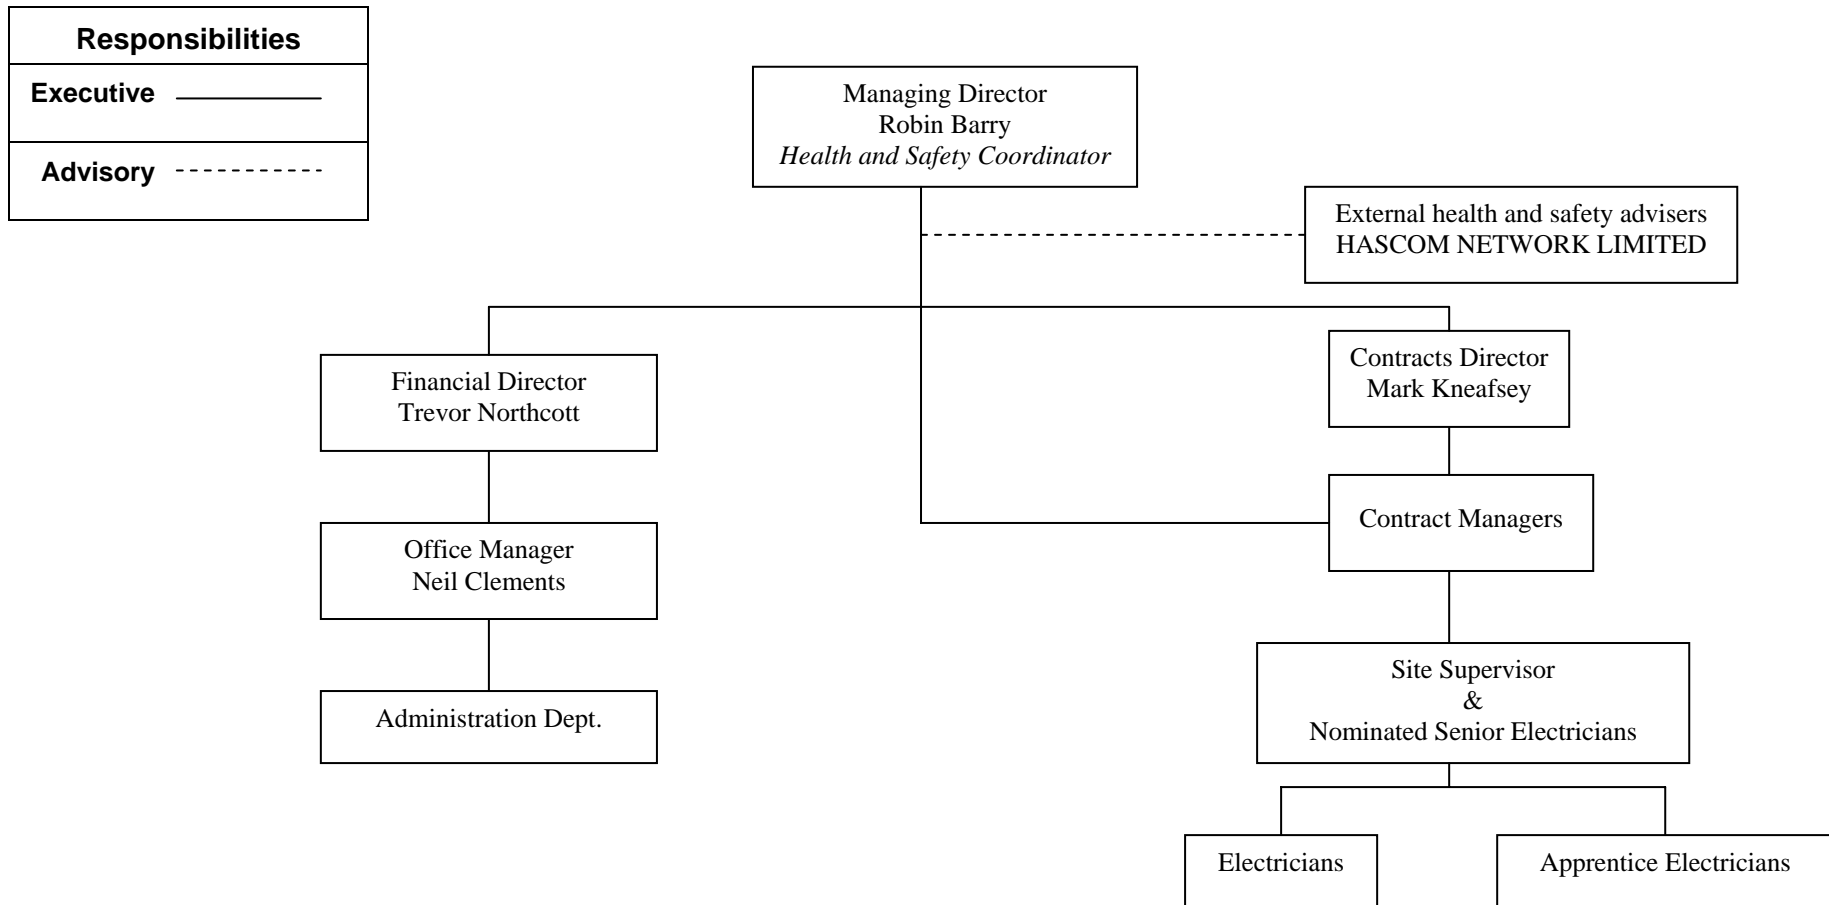 Responsibilities
Executive
Advisory
Managing Director
Robin Barry
Health and Safety Coordinator
External health and safety advisers
HASCOM NETWORK LIMITED
Financial Director
Trevor Northcott
Contracts Director
Mark Kneafsey
Office Manager
Neil Clements
Contract Managers
Administration Dept.
Site Supervisor
&
Nominated Senior Electricians
Electricians
Apprentice Electricians